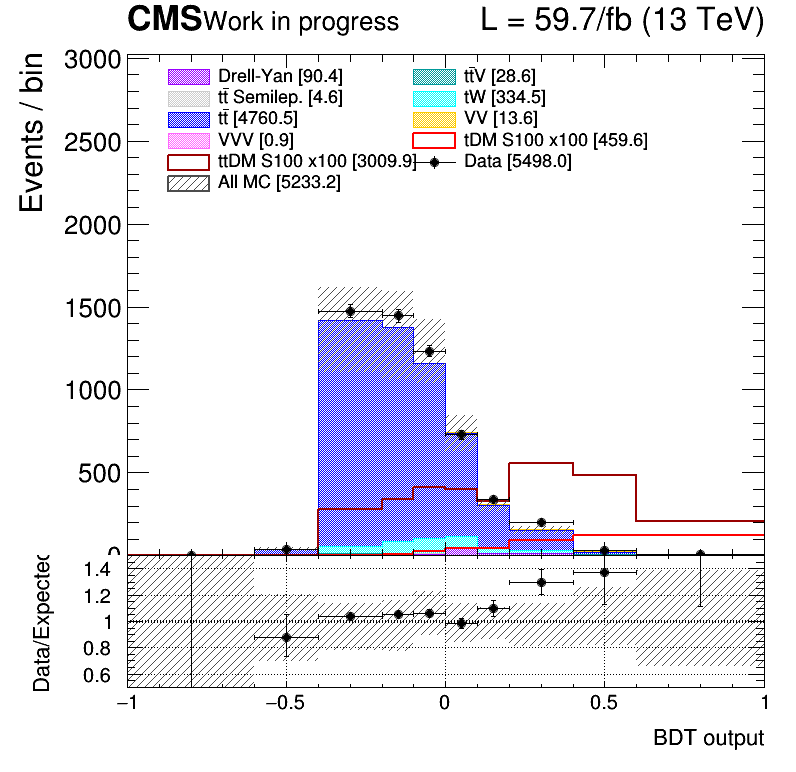 CMS Work in progress L = 59.7/fb (13 TeV)
Events / bin
3000
2500
2000
1500
1000
500
0
Drell-Yan [90.4]
tt̄V [28.6]
tt̄ Semilep. [4.6]
tW [334.5]
tt̄ [4760.5]
VV [13.6]
VVV [0.9]
tDM S100 x100 [459.6]
ttDM S100 x100 [3009.9]
Data [5498.0]
All MC [5233.2]
Data/Expected
1.4
1.2
1
0.8
0.6
−1
−0.5
0
0.5
1
BDT output